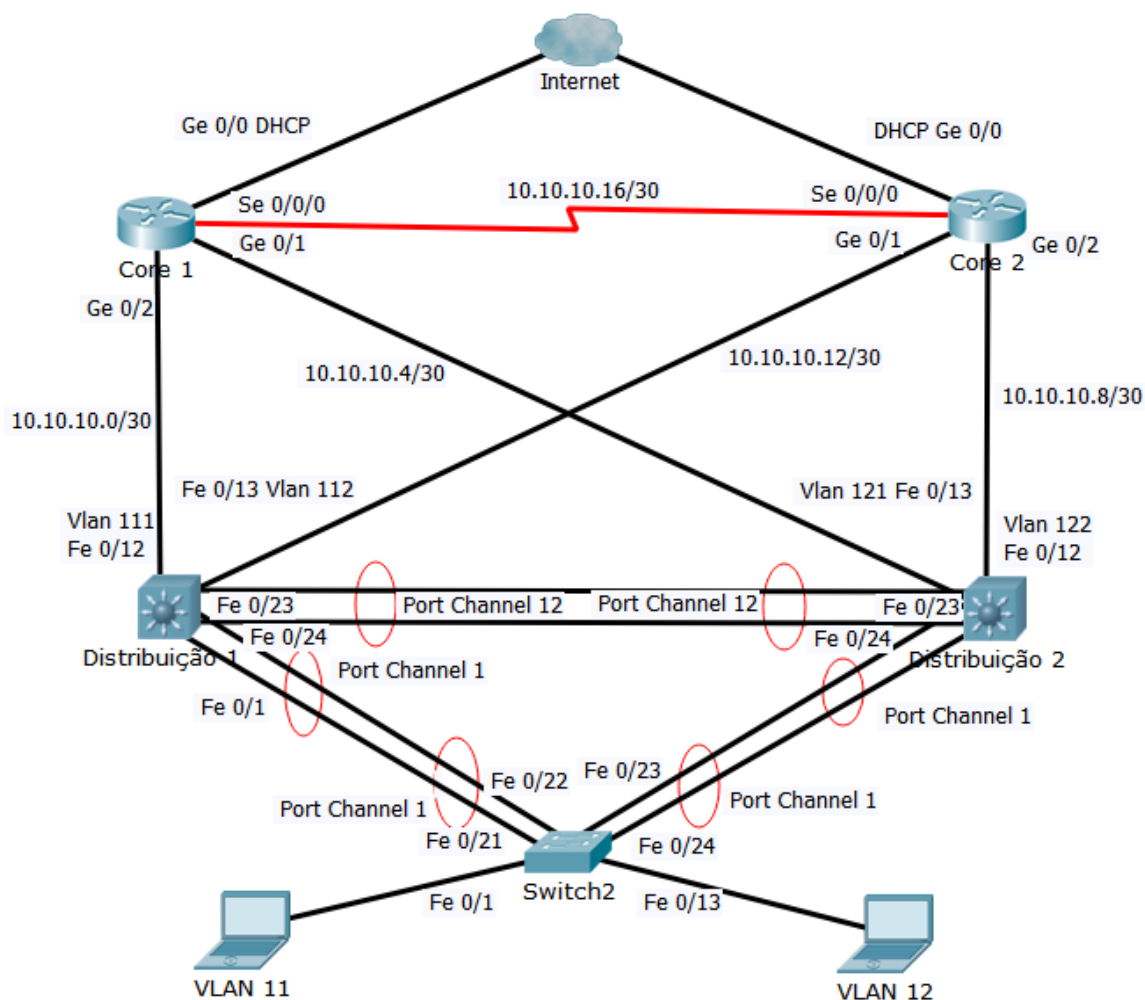 Internet
Ge 0/0 DHCP
DHCP Ge 0/0
10.10.10.16/30
Se 0/0/0
Se 0/0/0
Ge 0/1
Ge 0/1
Ge 0/2
Core 1
Core 2
Ge 0/2
10.10.10.12/30
10.10.10.4/30
10.10.10.8/30
10.10.10.0/30
Fe 0/13 Vlan 112
Vlan 121 Fe 0/13
Vlan 111
Fe 0/12
Vlan 122
Fe 0/12
Fe 0/23
Port Channel 12
Port Channel 12
Fe 0/23
Fe 0/24
Fe 0/24
Distribuição 1
Distribuição 2
Port Channel 1
Fe 0/1
Port Channel 1
Fe 0/22
Fe 0/23
Port Channel 1
Port Channel 1
Fe 0/21
Fe 0/24
Switch2
Fe 0/1
Fe 0/13
VLAN 11
VLAN 12